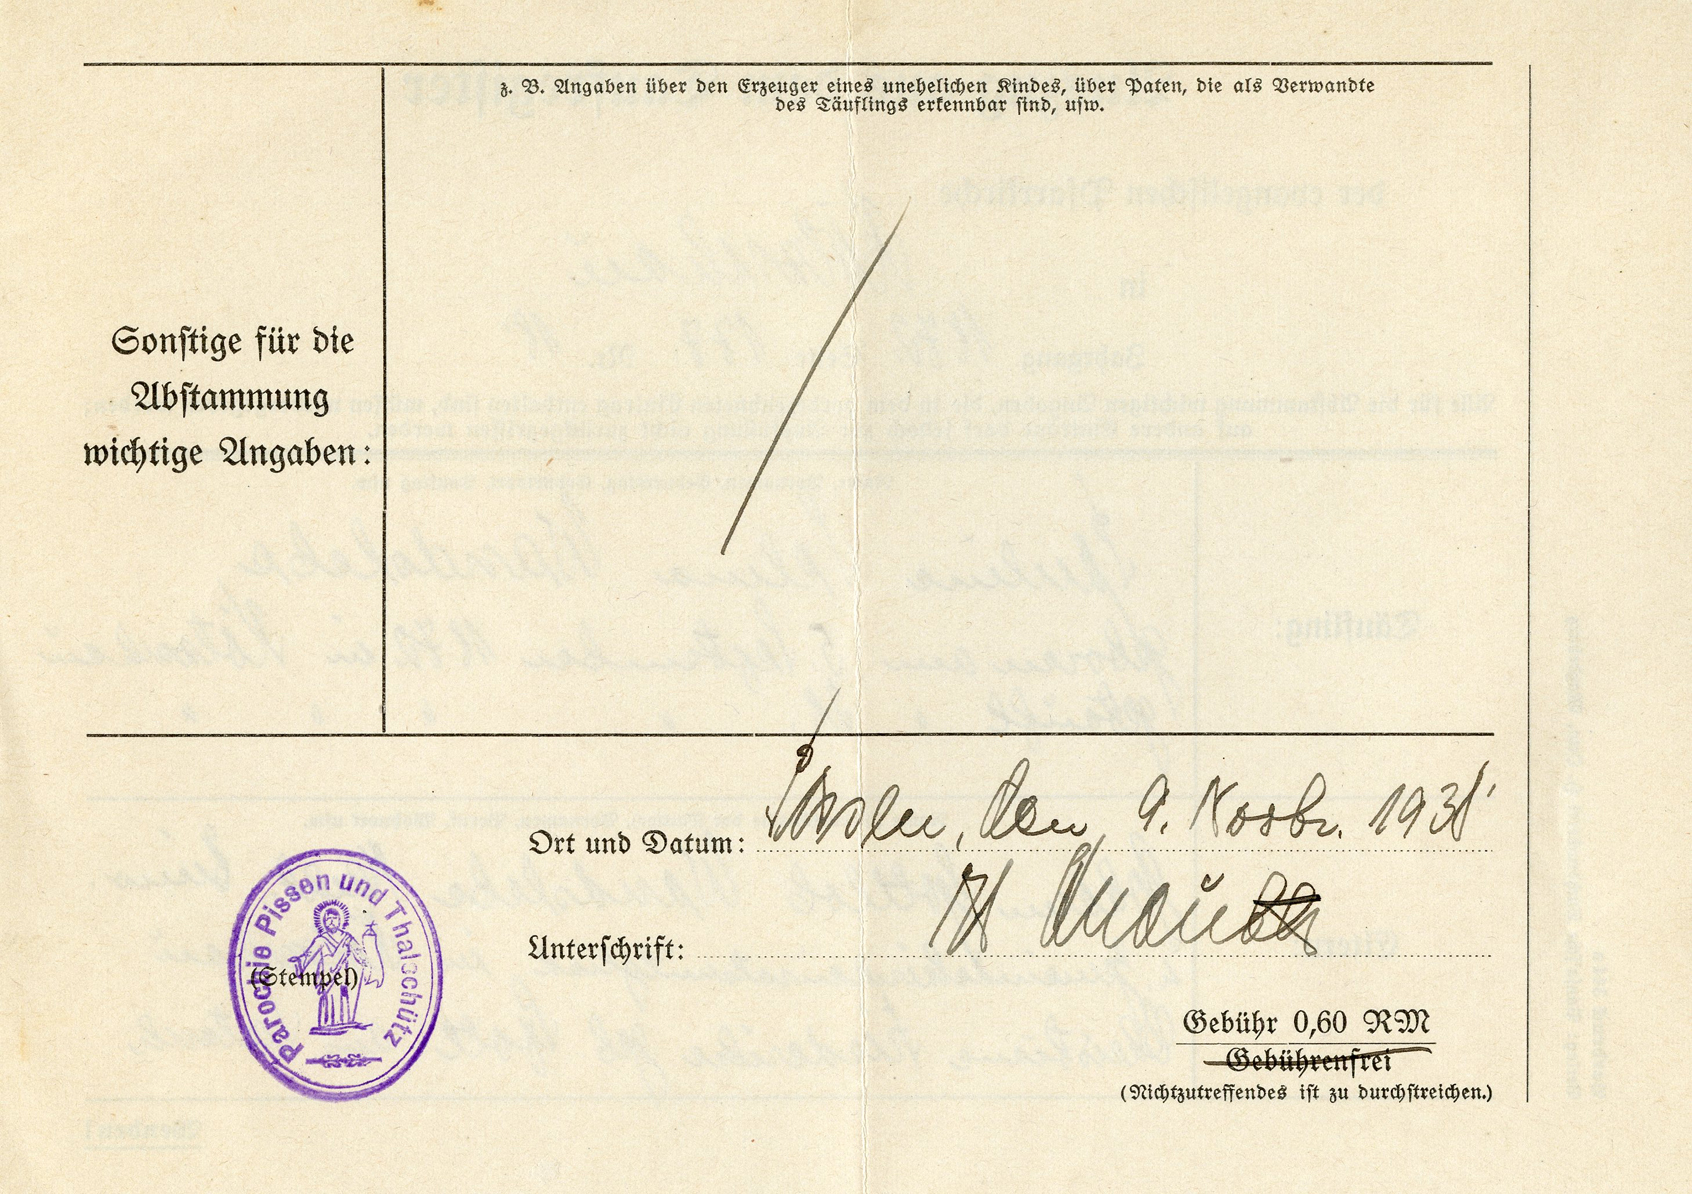 z. B. Angaben über den Erzeuger eines unehelichen Kindes, über Paten, die als Verwandte
des Täuflings erkennbar sind, usw.
Sonstige für die
Abstammung
wichtige Angaben:
Ort und Datum: den 9. Novbr. 193
Unterschrift:
Parochie Pissen und Thalschütz
(Stempel)
Gebühr 0,60 RM
Gebührenfrei
(Nichtzutreffendes ist zu durchstreichen.)